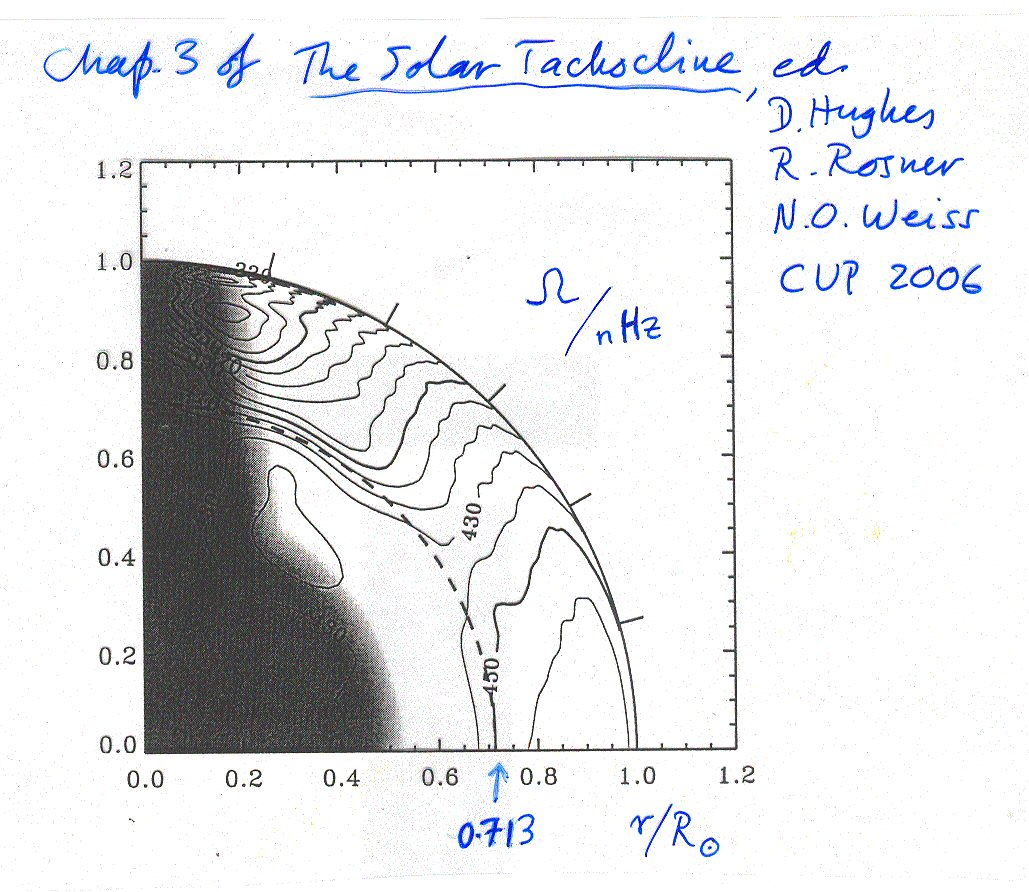 Chap. 3 of The Solar Tachocline, ed.
D. Hughes
R. Rosner
N.O. Weiss
CUP 2006
1.2
1.0
0.8
0.6
0.4
0.2
0.0
320
Ω/nHz
430
450
0.0 0.2 0.4 0.6 0.8 1.0 1.2
0.713
r/R⊙